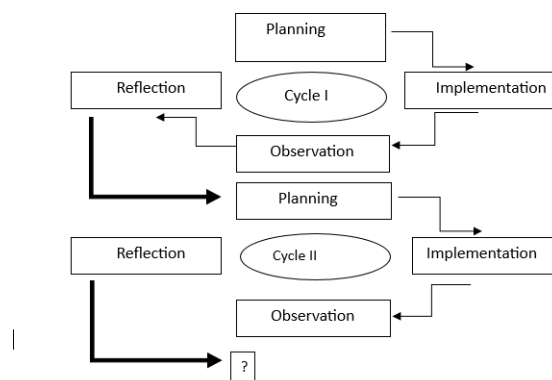 Planning
Reflection
Cycle I
Implementation
Observation
Planning
Reflection
Cycle II
Implementation
Observation
?